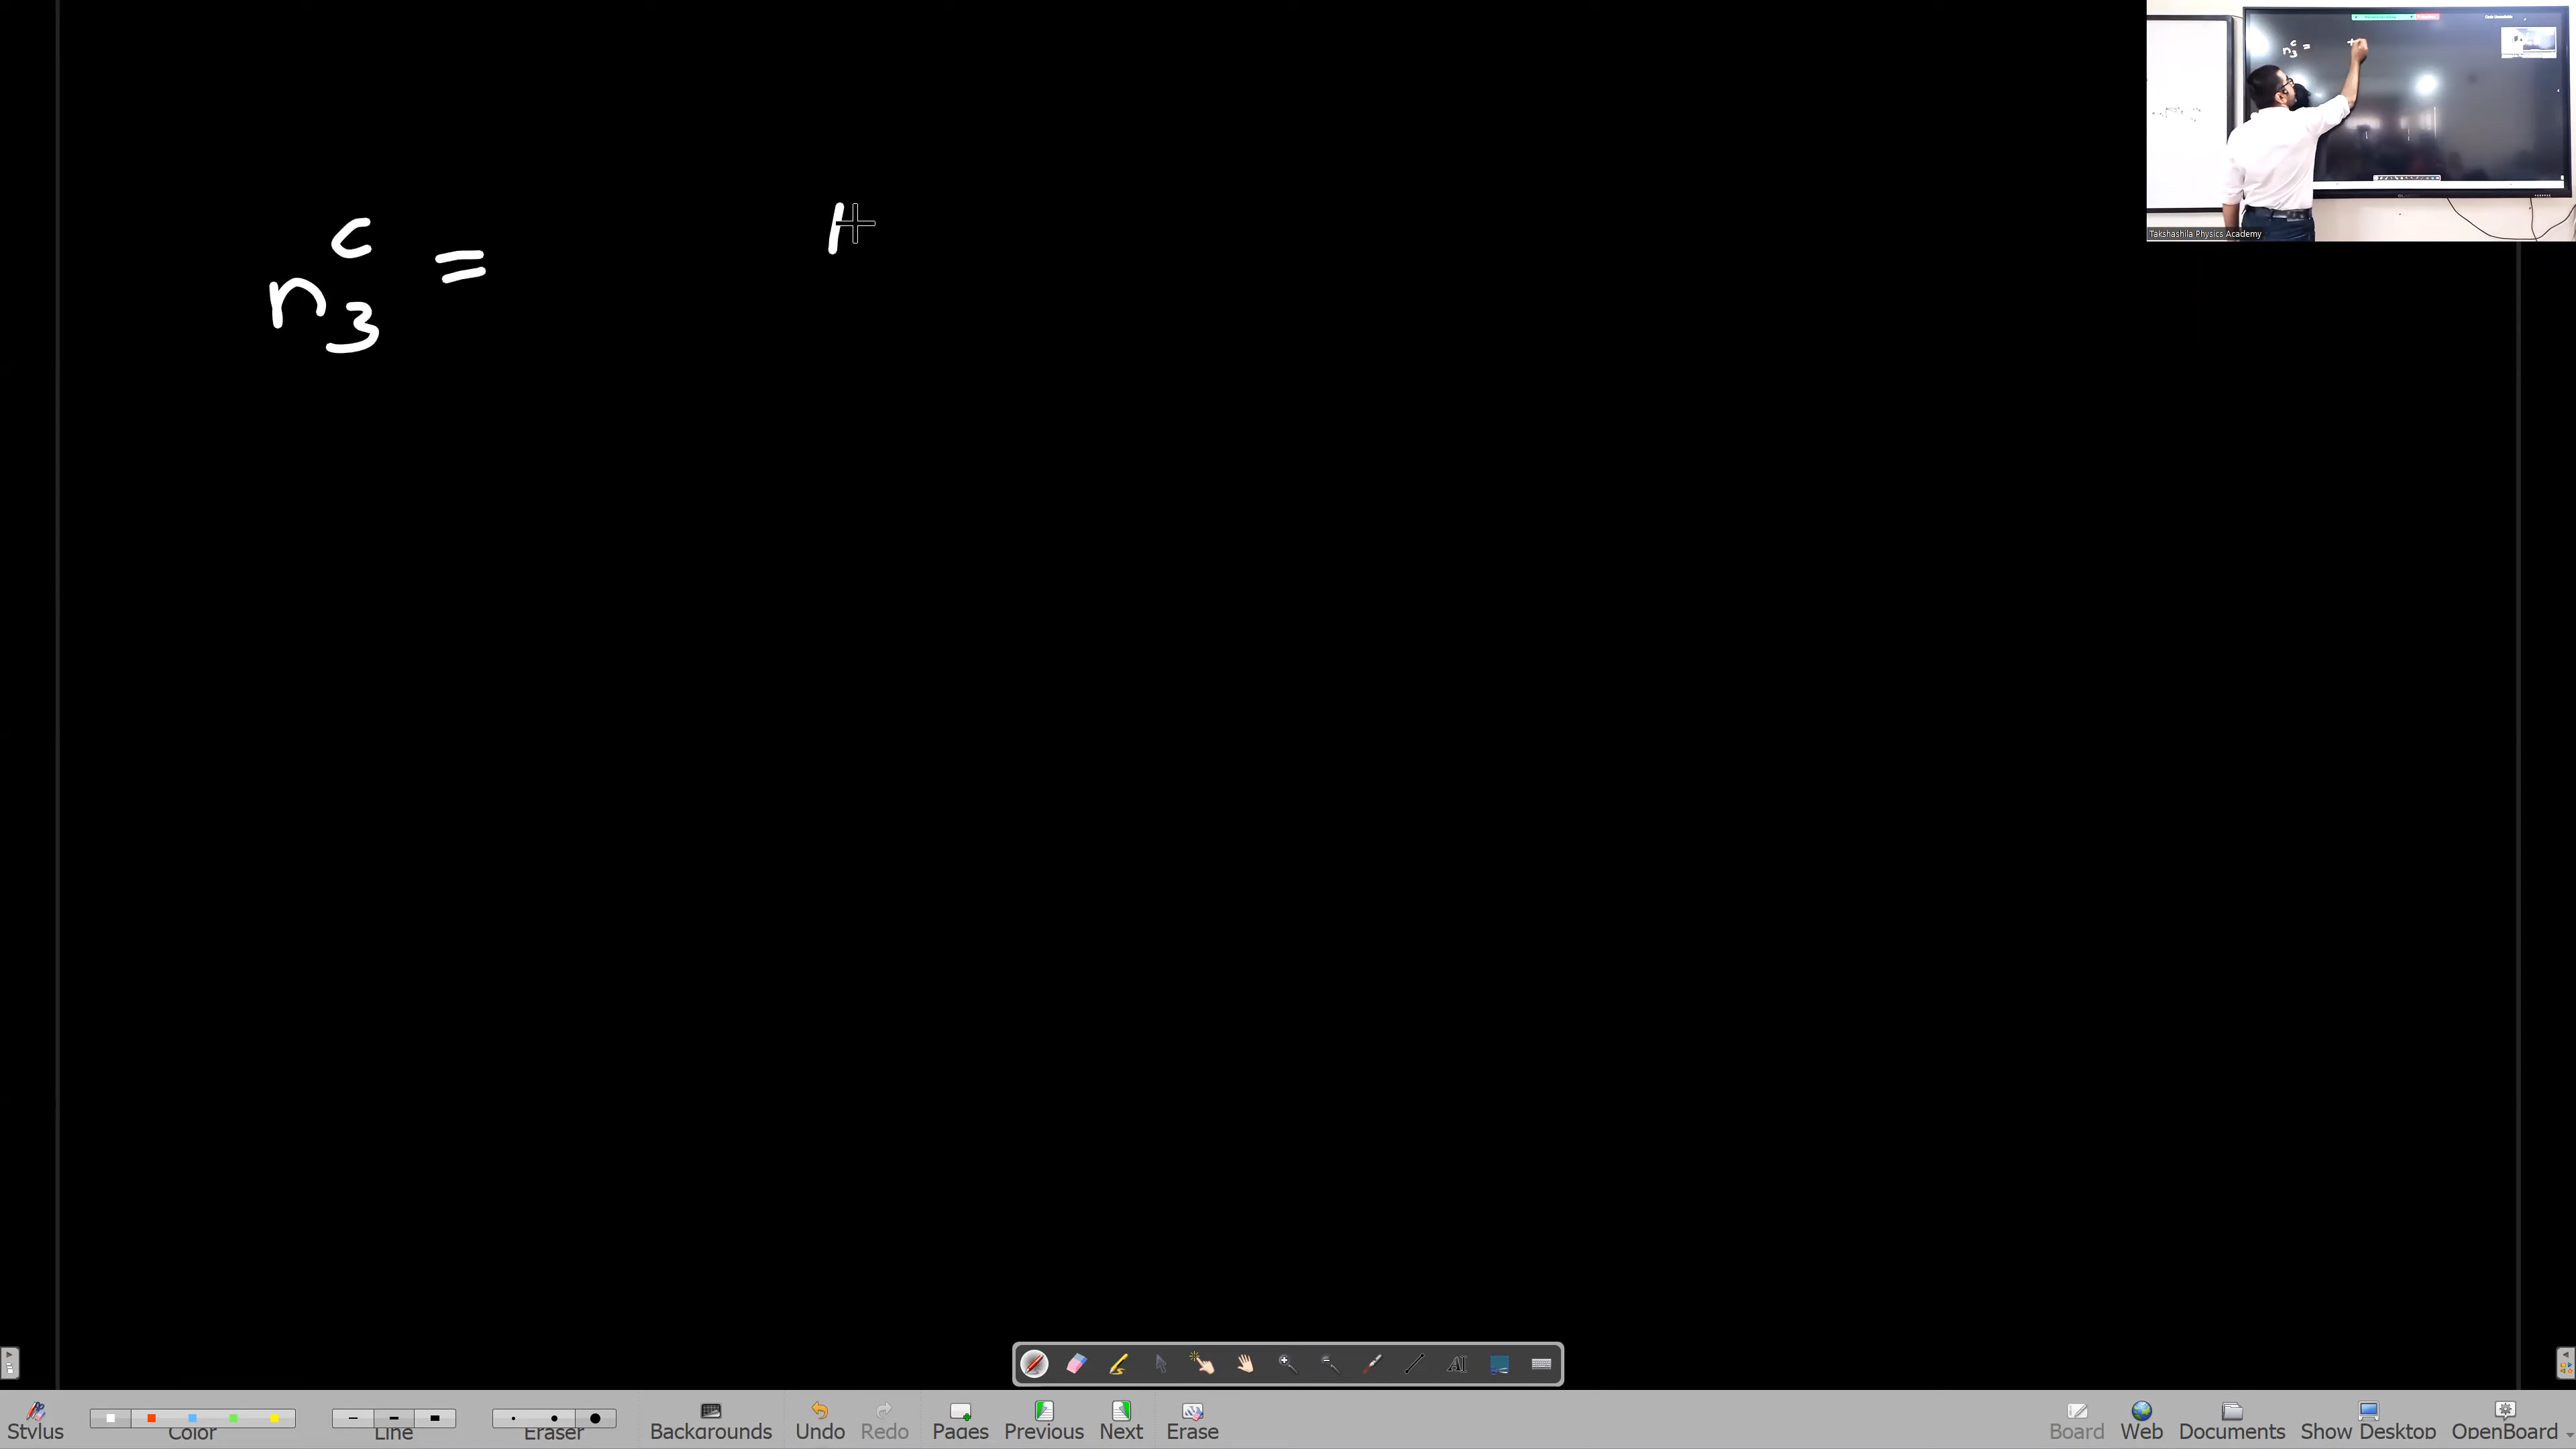 Takshashila Physics Academy
n₃ᶜ =
Stylus Color Line Eraser Backgrounds Undo Redo Pages Previous Next Erase Board Web Documents Show Desktop OpenBoard